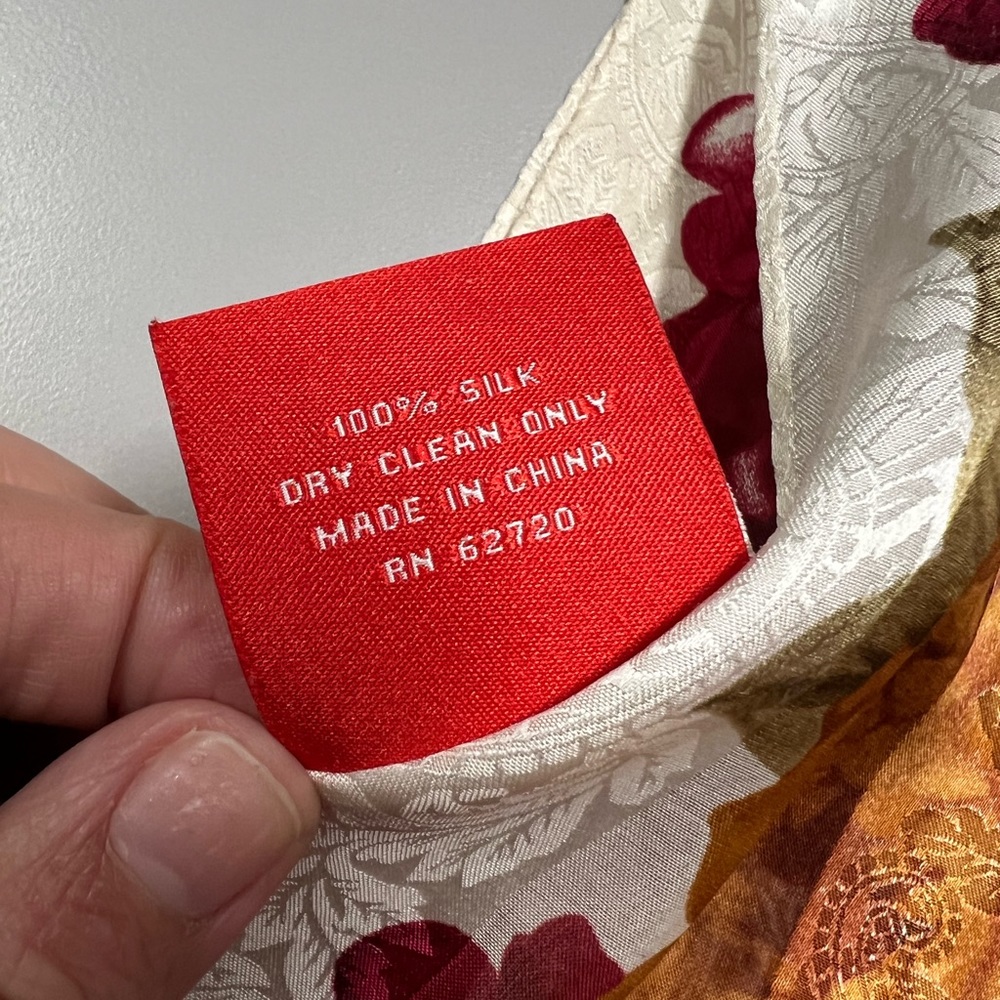 100% SILK
DRY CLEAN ONLY
MADE IN CHINA
RN 62720